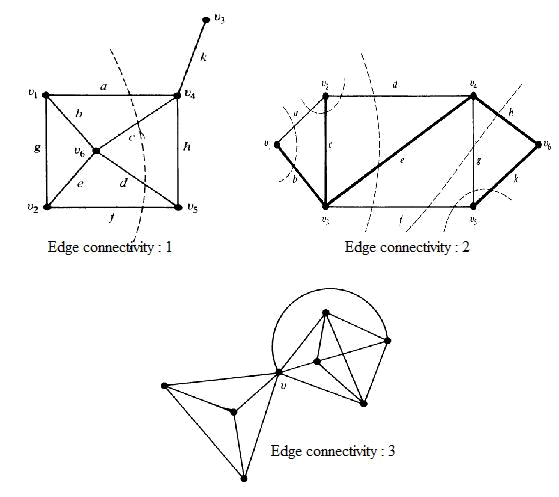 v₃
k
v₁ a v₄
b
c
g v₆ h
e d
v₂ f v₅
Edge connectivity : 1
v₂ d v₄
a h
v₁ c e g v₆
b k
v₃ f v₅
Edge connectivity : 2
υ
Edge connectivity : 3